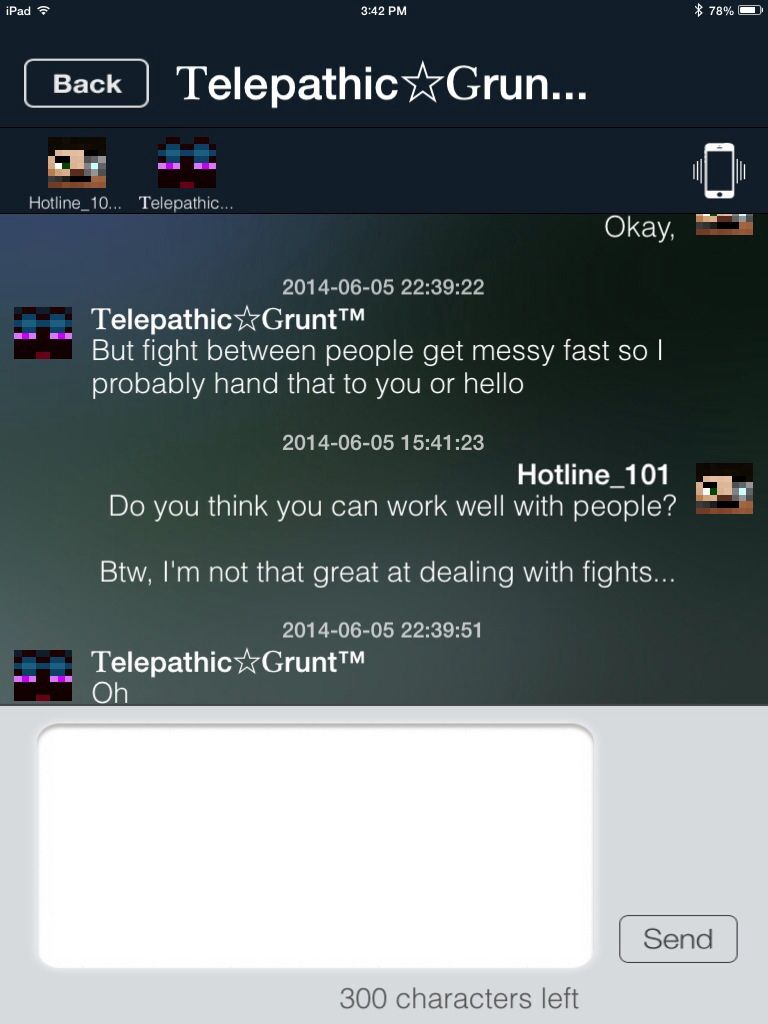 iPad 3:42 PM 78%
Back Telepathic☆Grun...
Hotline_10... Telepathic...
Okay,
2014-06-05 22:39:22
Telepathic☆Grunt™
But fight between people get messy fast so I
probably hand that to you or hello
2014-06-05 15:41:23
Hotline_101
Do you think you can work well with people?
Btw, I'm not that great at dealing with fights...
2014-06-05 22:39:51
Telepathic☆Grunt™
Oh
Send
300 characters left